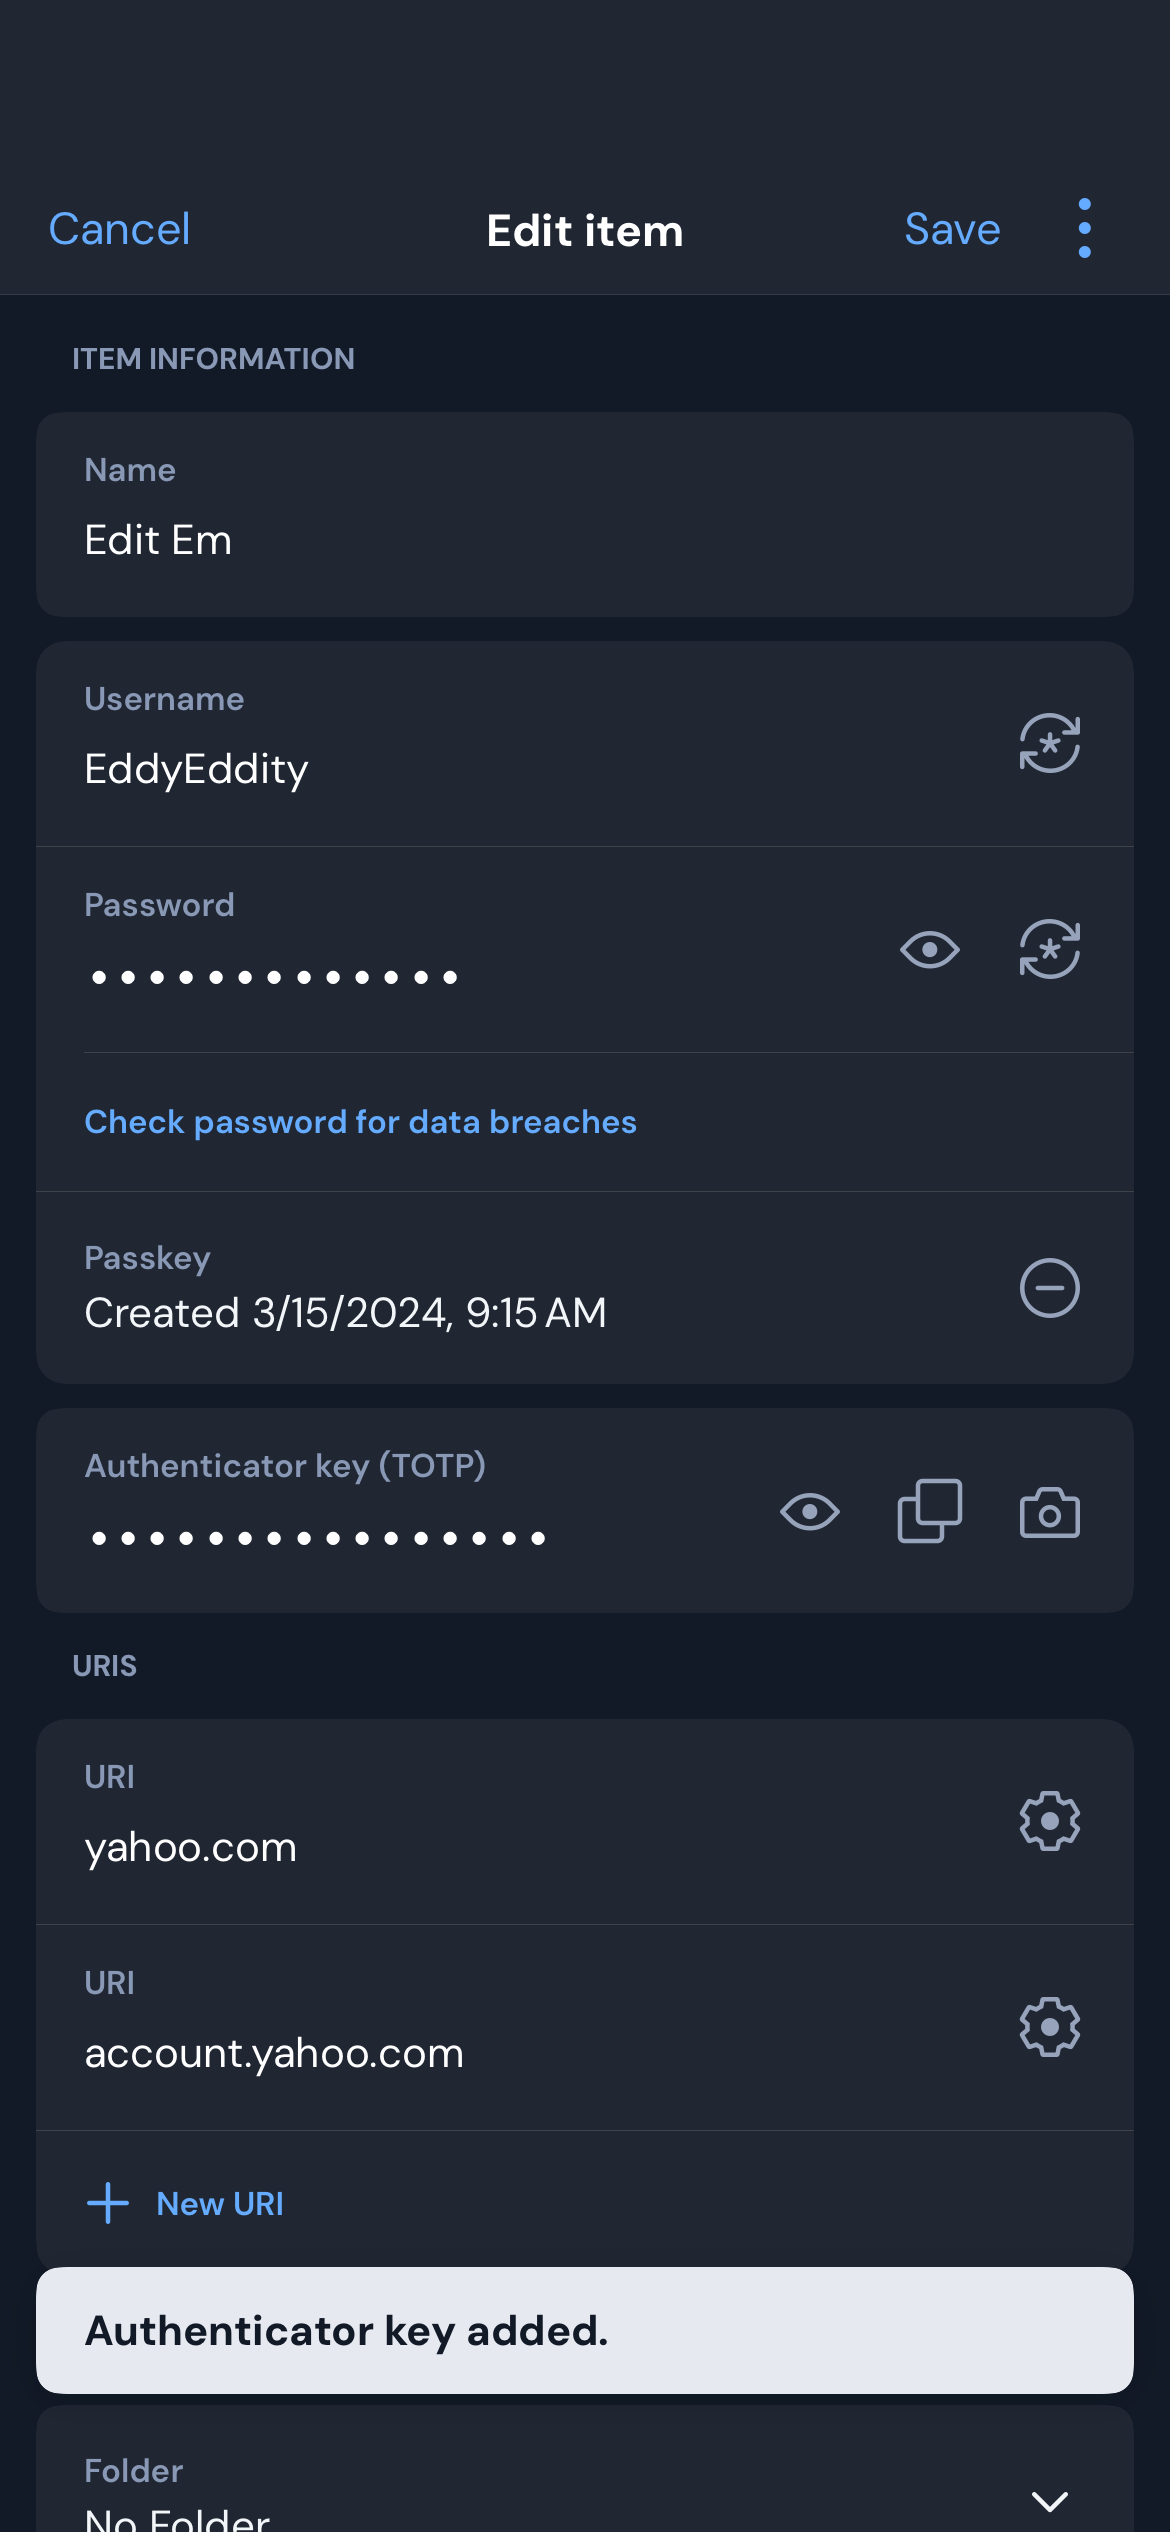 Cancel
Edit item
Save
ITEM INFORMATION
Name
Edit Em
Username
EddyEddity
Password
•••••••••••••
Check password for data breaches
Passkey
Created 3/15/2024, 9:15 AM
Authenticator key (TOTP)
••••••••••••••••
URIS
URI
yahoo.com
URI
account.yahoo.com
New URI
Authenticator key added.
Folder
No Folder